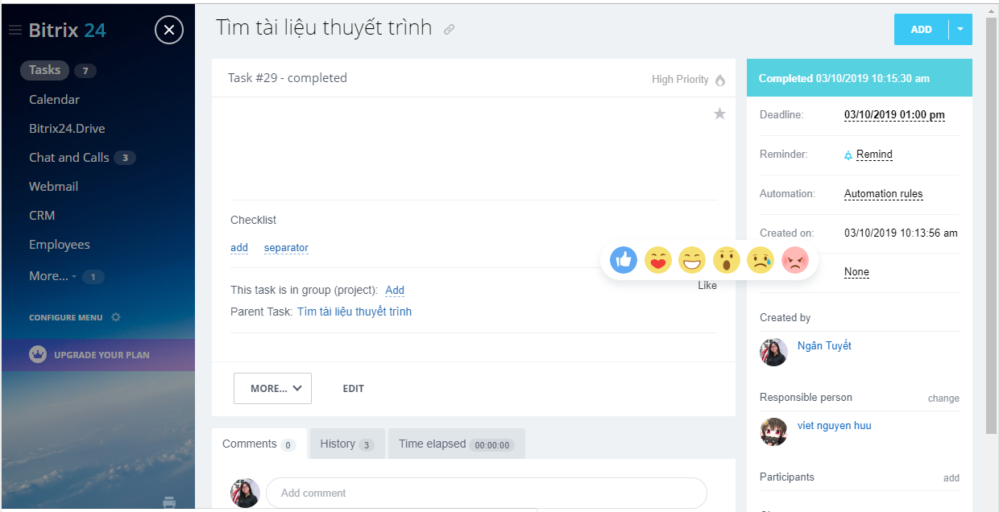 Bitrix 24
Tasks 7
Calendar
Bitrix24.Drive
Chat and Calls 3
Webmail
CRM
Employees
More... 1
CONFIGURE MENU
UPGRADE YOUR PLAN
Tìm tài liệu thuyết trình
ADD
Task #29 - completed
High Priority
Checklist
add separator
Like
This task is in group (project): Add
Parent Task: Tìm tài liệu thuyết trình
MORE... EDIT
Comments 0 History 3 Time elapsed 00:00:00
Add comment
Completed 03/10/2019 10:15:30 am
Deadline: 03/10/2019 01:00 pm
Reminder: Remind
Automation: Automation rules
Created on: 03/10/2019 10:13:56 am
None
Created by
Ngân Tuyết
Responsible person change
viet nguyen huu
Participants add